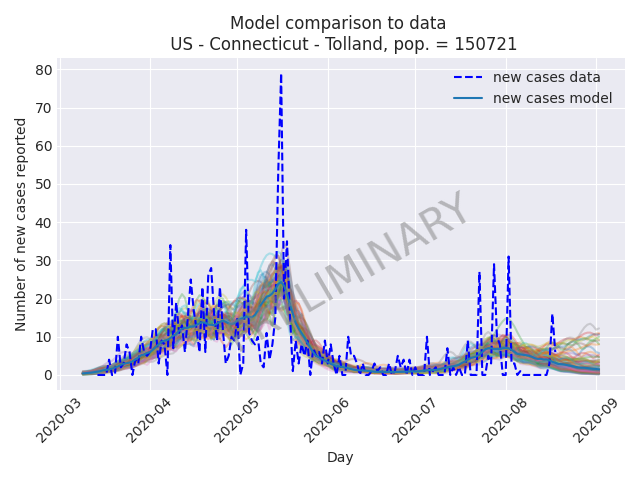 Model comparison to data
US - Connecticut - Tolland, pop. = 150721
80
70
60
50
40
30
20
10
0
Number of new cases reported
new cases data
new cases model
LIMINARY
2020-03
2020-04
2020-05
2020-06
2020-07
2020-08
2020-09
Day